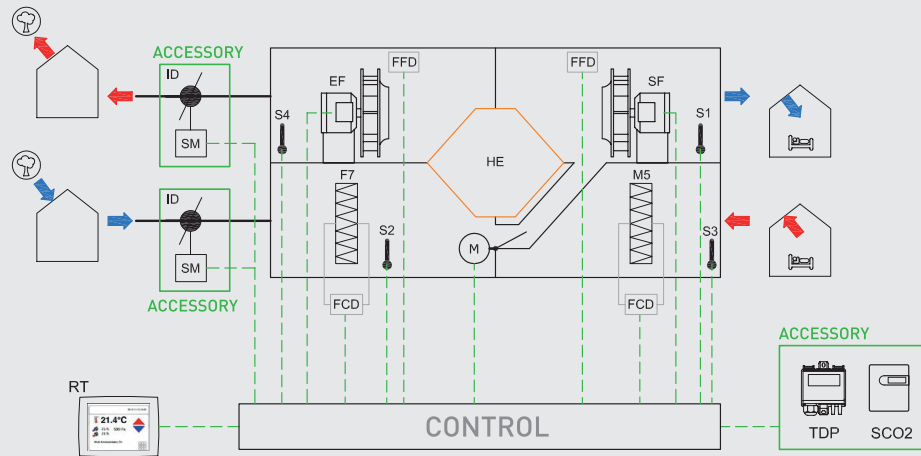 ACCESSORY
ID
SM
EF
FFD
FFD
SF
S4
S1
HE
F7
M5
ID
SM
S2
M
S3
ACCESSORY
FCD
FCD
ACCESSORY
RT
21.4°C
CONTROL
TDP
SCO2